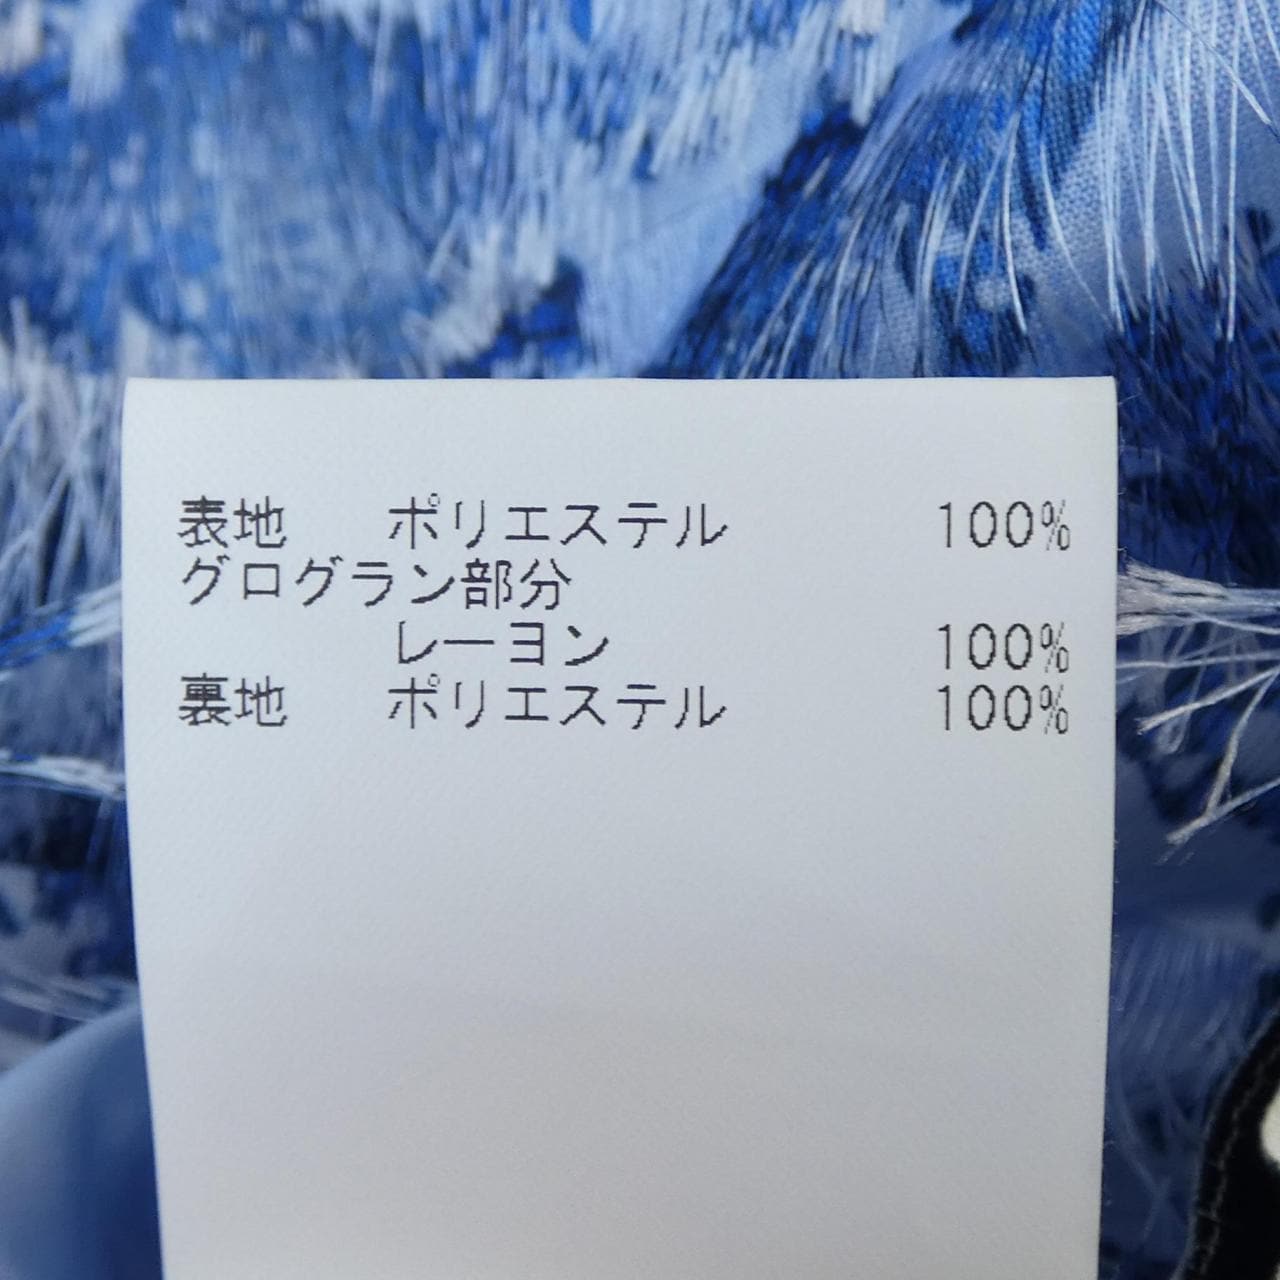 表地 ポリエステル 100%
グログラン部分
レーヨン 100%
裏地 ポリエステル 100%